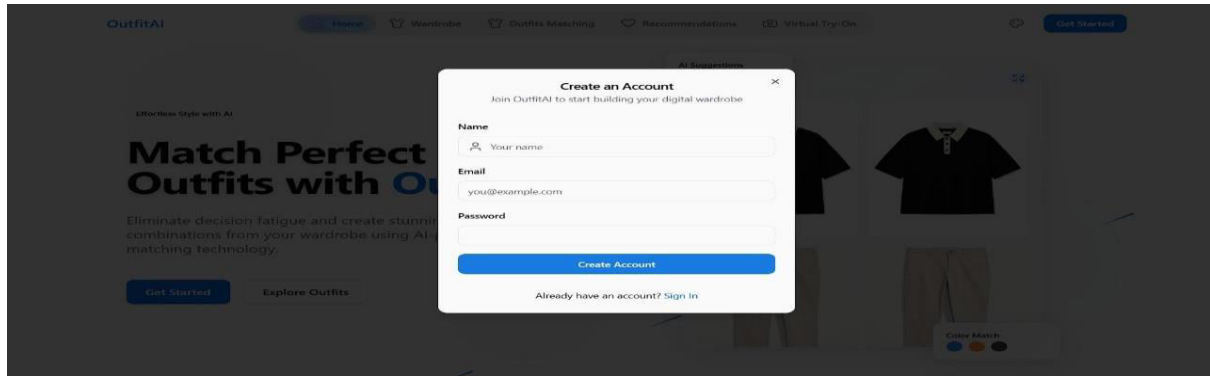 OutfitAI
Home Wardrobe Outfits Matching Recommendations Virtual Try-On Get Started
AI Suggestions
Create an Account
Join OutfitAI to start building your digital wardrobe
Effortless Style with AI
Name
Your name
Match Perfect
Email
Outfits with
you@example.com
Password
Eliminate decision fatigue and create
combinations from your wardrobe using
matching technology.
Create Account
Get Started Explore Outfits
Already have an account? Sign In
Color Match